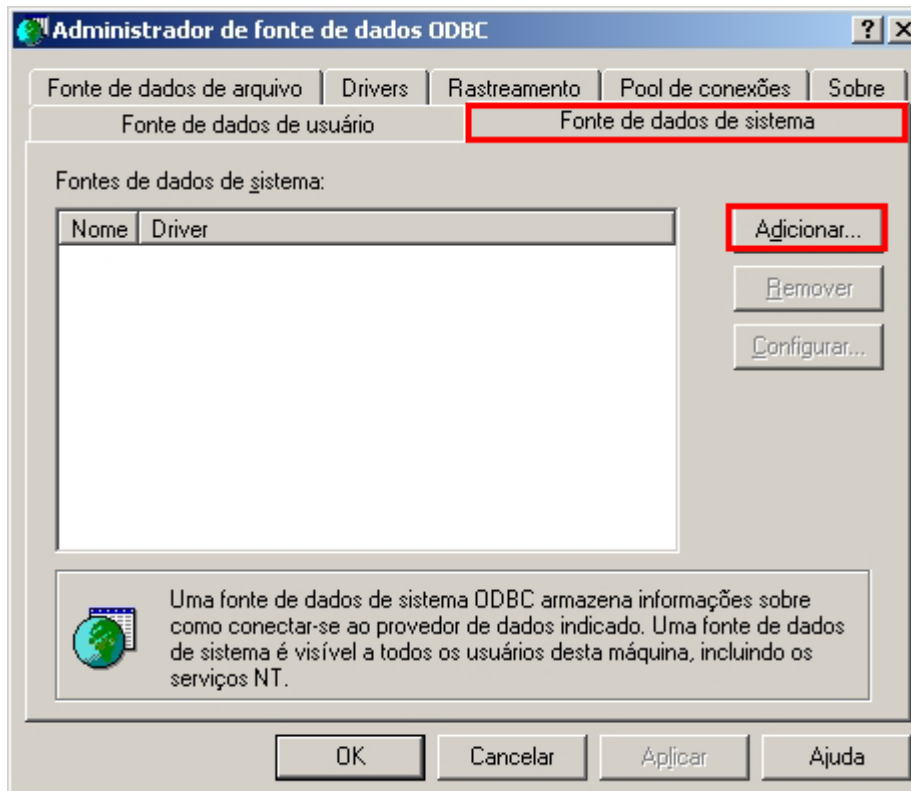 Administrador de fonte de dados ODBC
Fonte de dados de arquivo Drivers Rastreamento Pool de conexões Sobre
Fonte de dados de usuário Fonte de dados de sistema
Fontes de dados de sistema:
Nome Driver
Adicionar...
Remover
Configurar...
Uma fonte de dados de sistema ODBC armazena informações sobre
como conectar-se ao provedor de dados indicado. Uma fonte de dados
de sistema é visível a todos os usuários desta máquina, incluindo os
serviços NT.
OK Cancelar Aplicar Ajuda